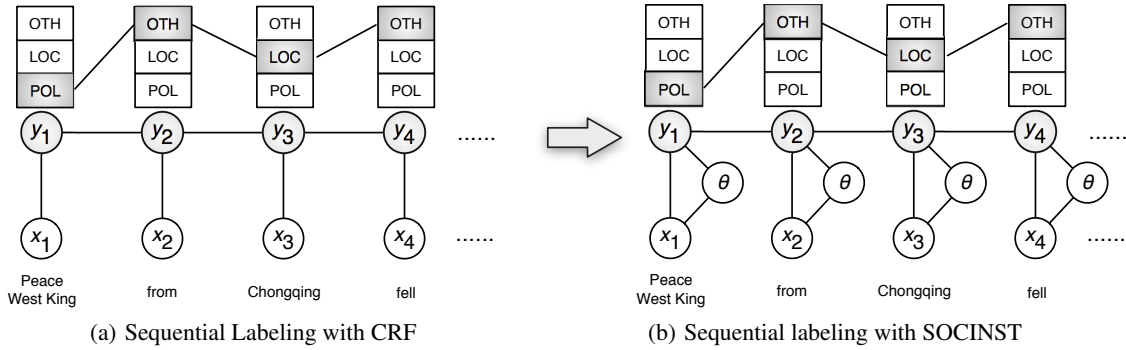 OTH OTH OTH OTH
LOC LOC LOC LOC
POL POL POL POL
y1 y2 y3 y4 ......
x1 x2 x3 x4 ......
Peace
West King from Chongqing fell
(a) Sequential Labeling with CRF
OTH OTH OTH OTH
LOC LOC LOC LOC
POL POL POL POL
y1 y2 y3 y4 ......
θ θ θ θ
x1 x2 x3 x4 ......
Peace
West King from Chongqing fell
(b) Sequential labeling with SOCINST